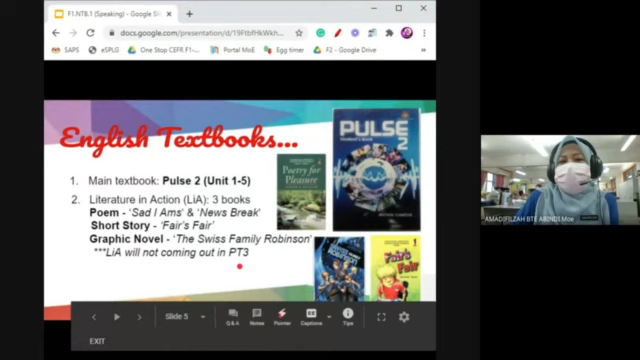 F1.NTB.1 (Speaking) - Google Sli
docs.google.com/presentation/d/19FtbfHkWkh...
SAPS
eSPLG
One Stop CEFR F1-...
Portal MoE
Egg timer
F2 - Google Drive
English Textbooks...
1. Main textbook: Pulse 2 (Unit 1-5)
2. Literature in Action (LiA): 3 books
Poem - 'Sad I Ams' & 'News Break'
Short Story - 'Fair's Fair'
Graphic Novel - 'The Swiss Family Robinson'
***LiA will not coming out in PT3
Poetry for
Pleasure
PULSE
2
Student's Book
Fair's
Fair
Slide 5
Q&A
Notes
Pointer
Captions
Tips
EXIT
AMADIFILZAH BTE ARINDI Moe